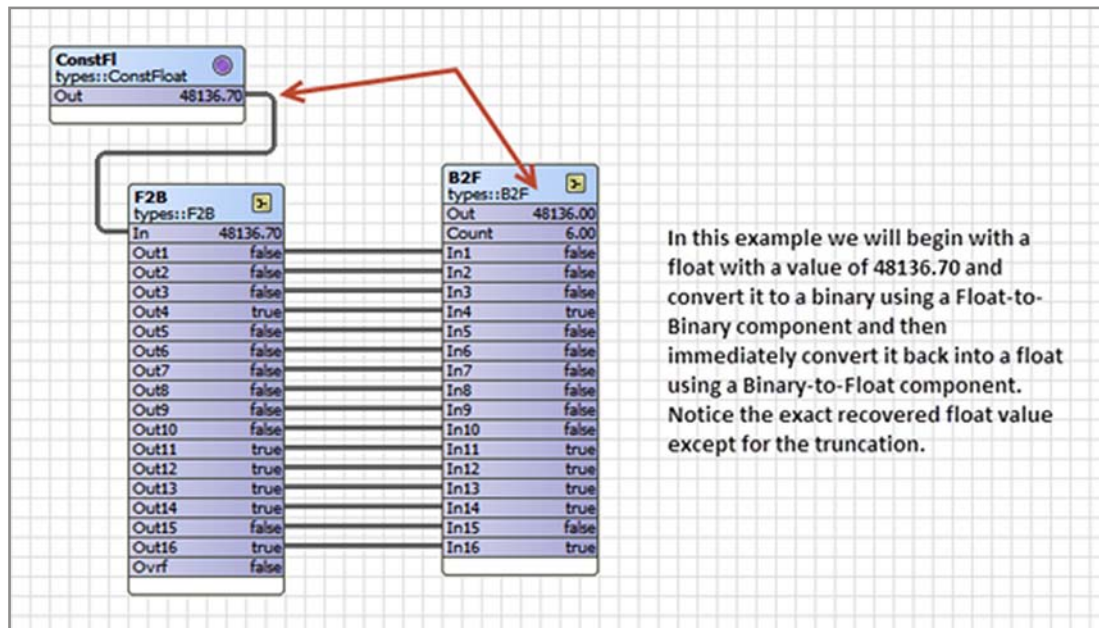 ConstFl
types::ConstFloat
Out 48136.70
F2B
types::F2B
In 48136.70
Out1 false
Out2 false
Out3 false
Out4 true
Out5 false
Out6 false
Out7 false
Out8 false
Out9 false
Out10 false
Out11 true
Out12 true
Out13 true
Out14 true
Out15 false
Out16 true
Ovrf false
B2F
types::B2F
Out 48136.00
Count 6.00
In1 false
In2 false
In3 false
In4 true
In5 false
In6 false
In7 false
In8 false
In9 false
In10 false
In11 true
In12 true
In13 true
In14 true
In15 false
In16 true
In this example we will begin with a
float with a value of 48136.70 and
convert it to a binary using a Float-to-
Binary component and then
immediately convert it back into a float
using a Binary-to-Float component.
Notice the exact recovered float value
except for the truncation.